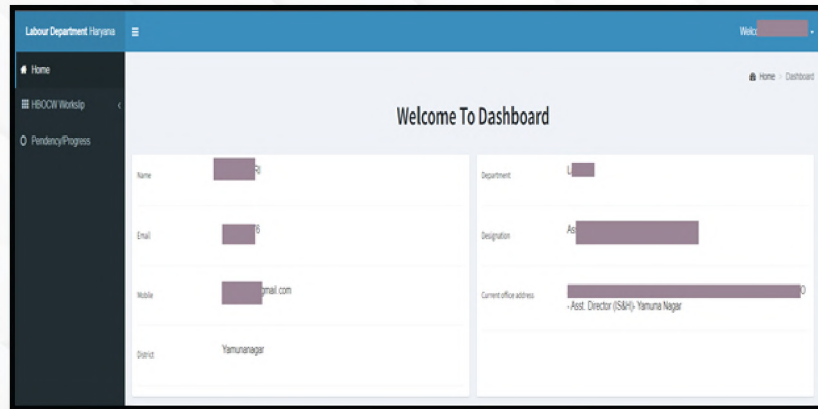 Labour Department Haryana
Welc
Home
Home > Dashboard
HBOCW Workslip
Welcome To Dashboard
Pendency/Progress
Name RI
Department L
Email 6
Designation As
Mobile gmail.com
Current office address
- Asst. Director (IS&H)- Yamuna Nagar
District Yamunanagar